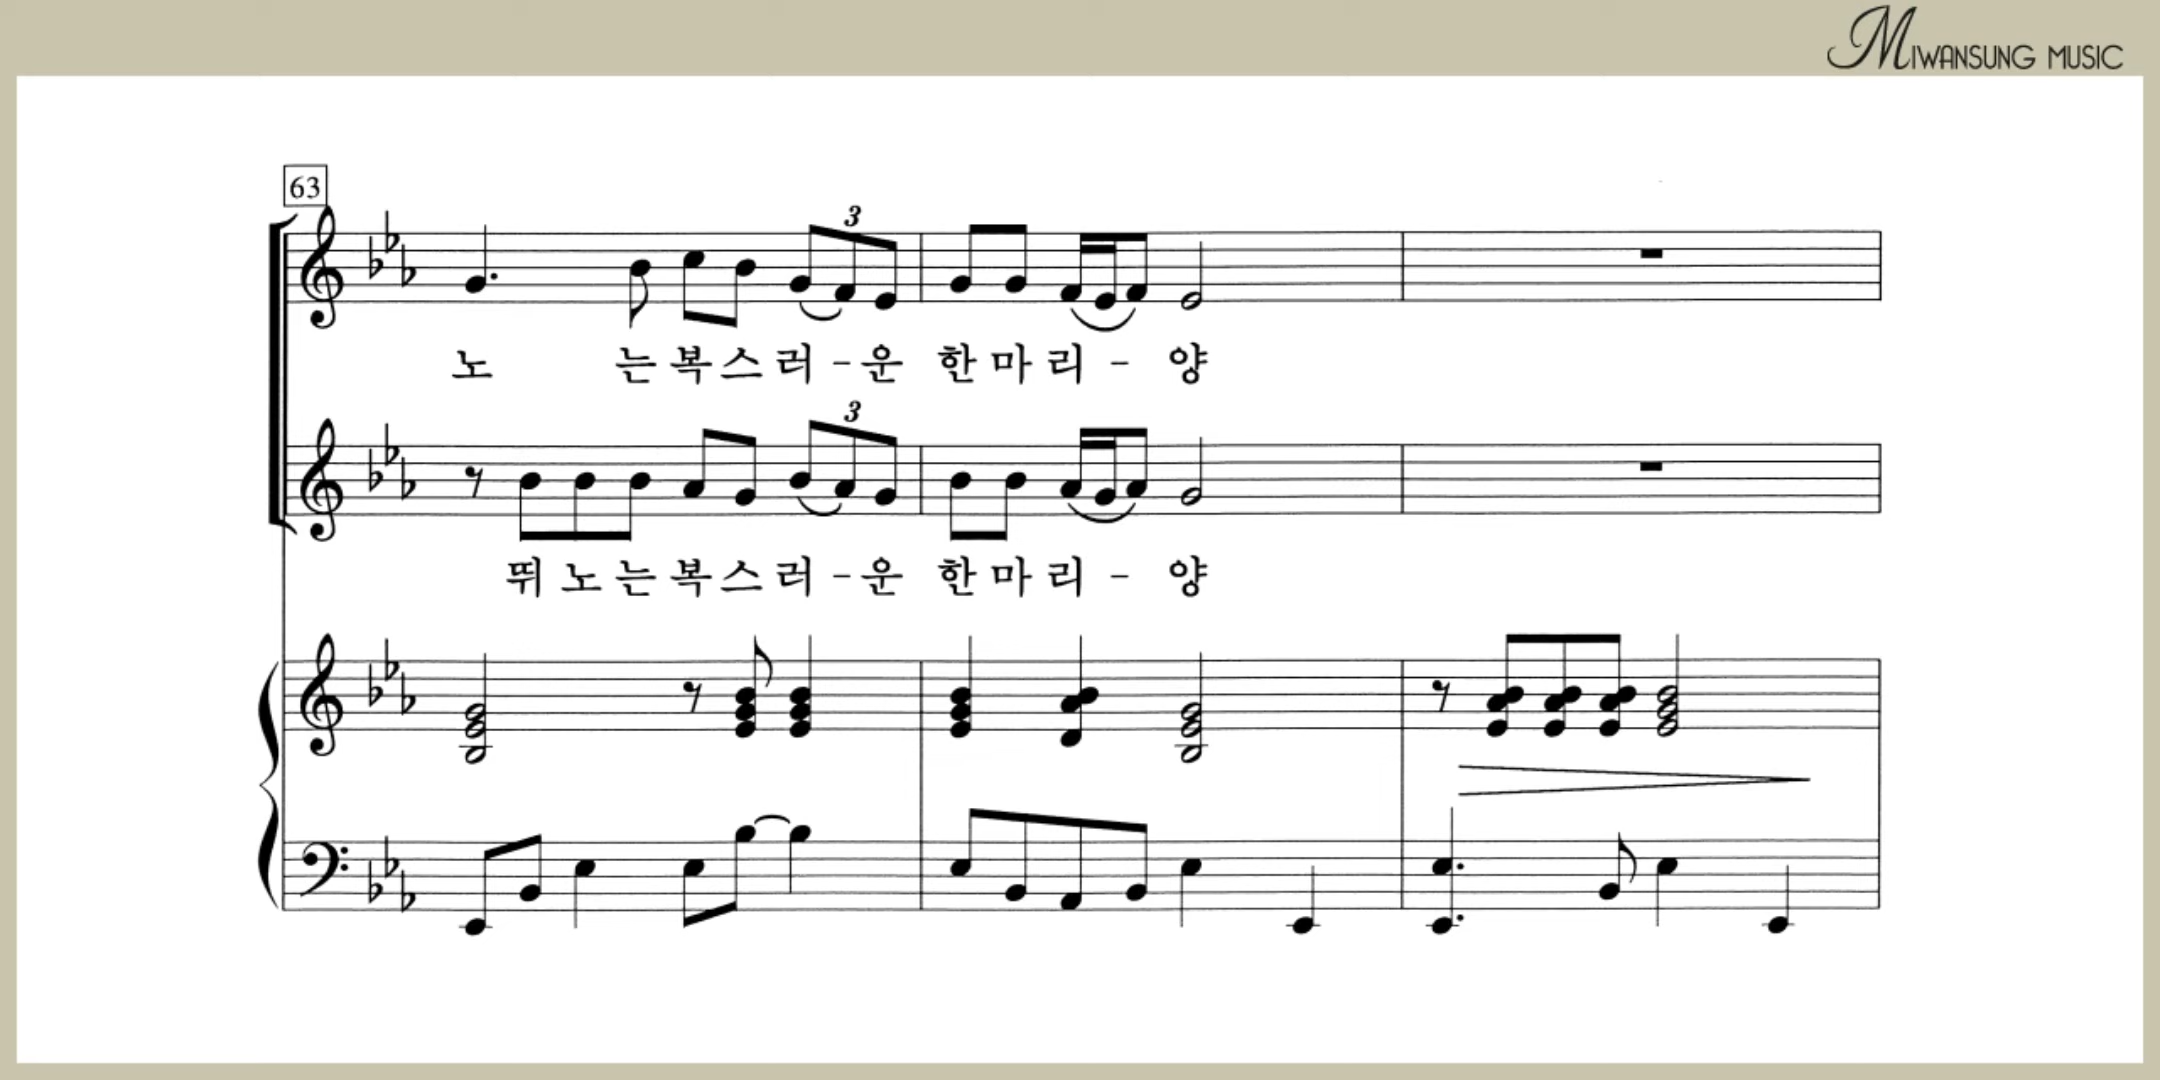 MIWANSUNG MUSIC
63
3
노 는 복 스 러 - 운 한 마 리 - 양
3
뛰 노 는 복 스 러 - 운 한 마 리 - 양